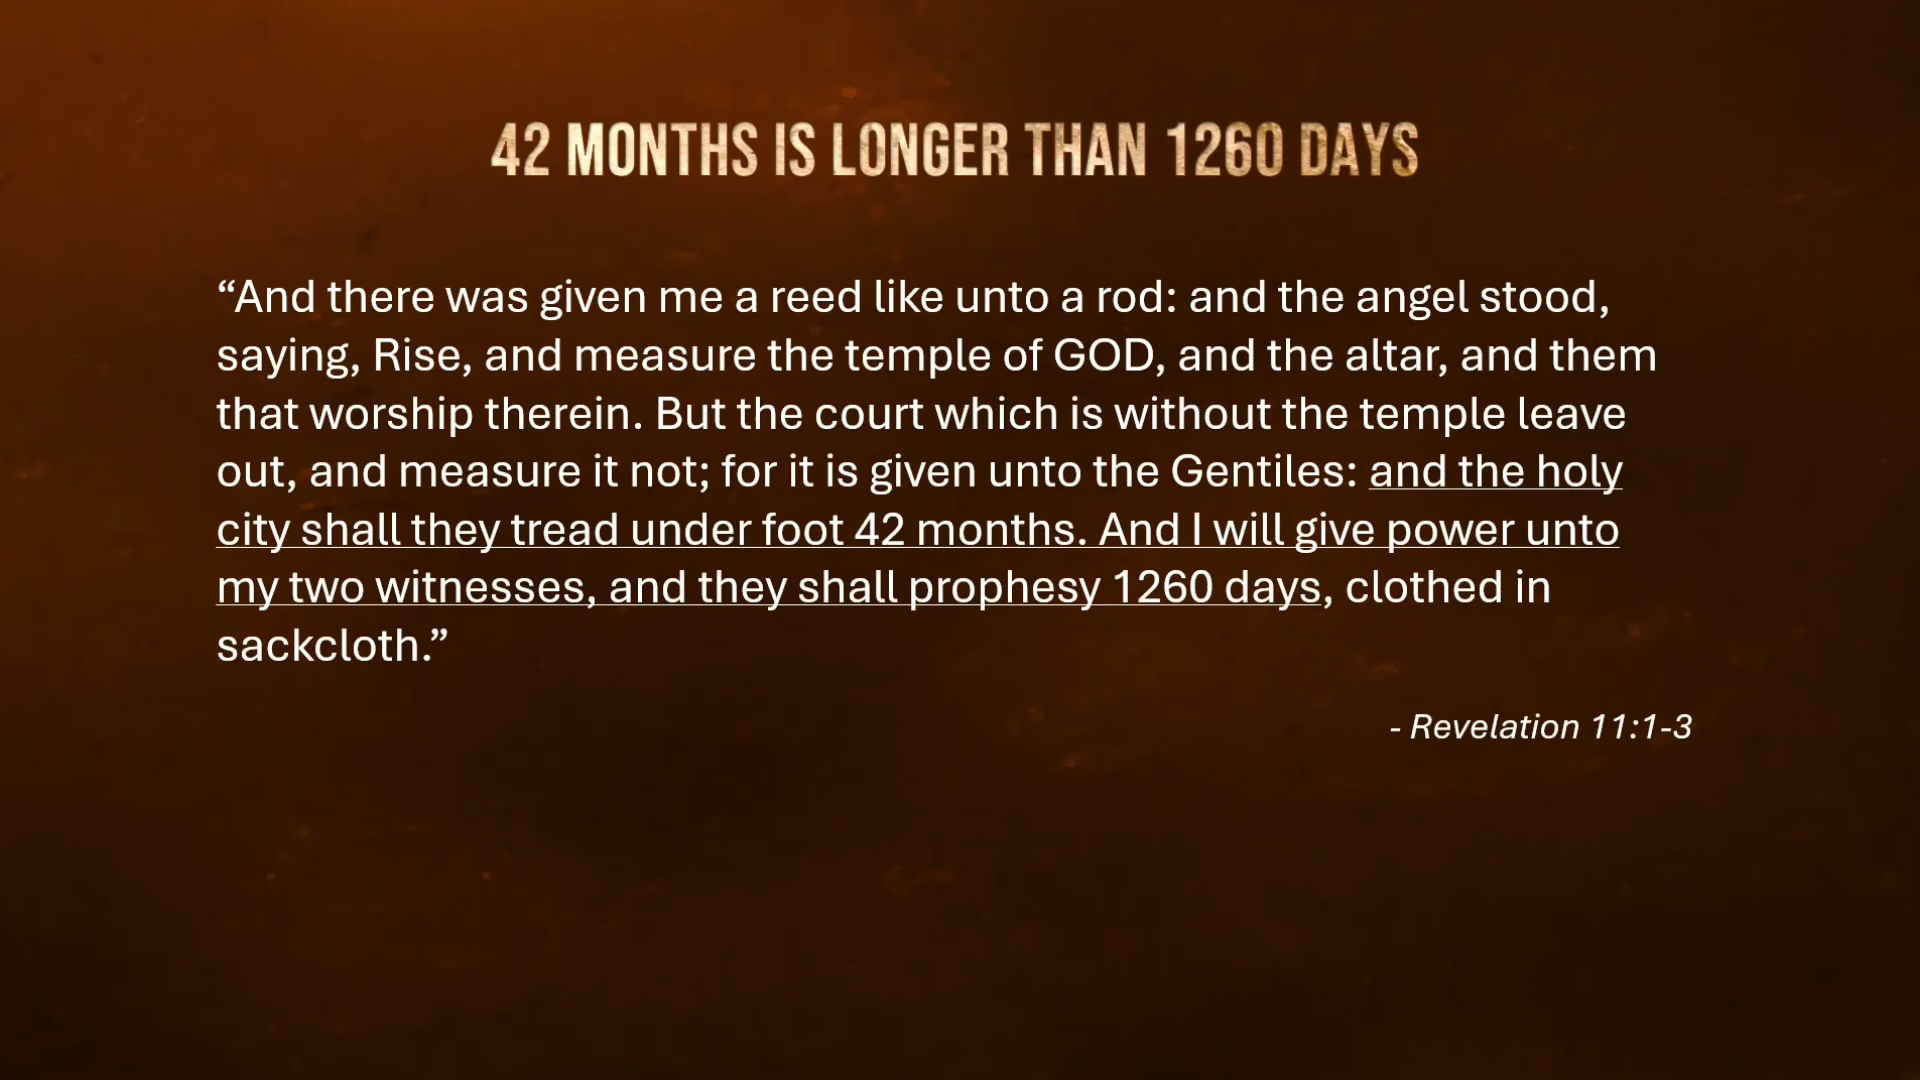 42 MONTHS IS LONGER THAN 1260 DAYS
“And there was given me a reed like unto a rod: and the angel stood,
saying, Rise, and measure the temple of GOD, and the altar, and them
that worship therein. But the court which is without the temple leave
out, and measure it not; for it is given unto the Gentiles: and the holy
city shall they tread under foot 42 months. And I will give power unto
my two witnesses, and they shall prophesy 1260 days, clothed in
sackcloth.”
- Revelation 11:1-3